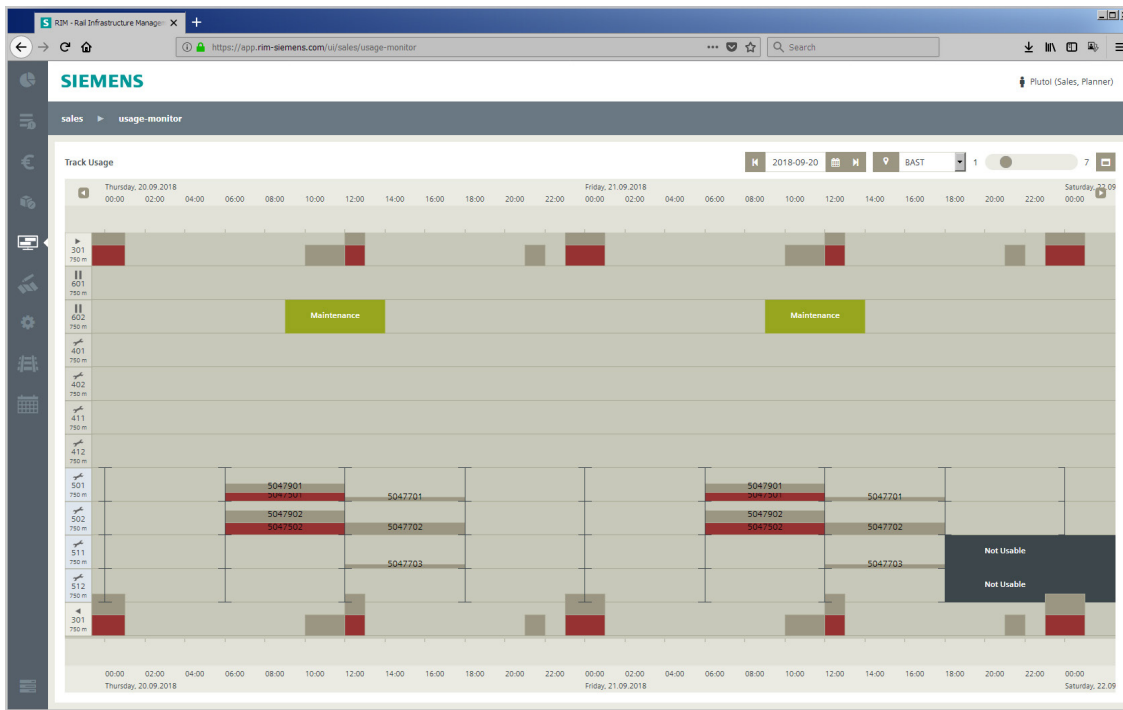 RIM - Rail Infrastructure Manage
https://app.rim-siemens.com/ui/sales/usage-monitor
Search
SIEMENS
Plutol (Sales, Planner)
sales usage-monitor
Track Usage
2018-09-20 BAST 1 7
Thursday, 20.09.2018 Friday, 21.09.2018 Saturday, 22.09
00:00 02:00 04:00 06:00 08:00 10:00 12:00 14:00 16:00 18:00 20:00 22:00 00:00 02:00 04:00 06:00 08:00 10:00 12:00 14:00 16:00 18:00 20:00 22:00 00:00
301
750 m
601
750 m
602
750 m
Maintenance Maintenance
401
750 m
402
750 m
411
750 m
412
750 m
501
750 m
5047901 5047901
5047501 5047701 5047501 5047701
502
750 m
5047902 5047902
5047502 5047702 5047502 5047702
511
750 m
Not Usable
5047703 5047703
512
750 m
Not Usable
301
750 m
00:00 02:00 04:00 06:00 08:00 10:00 12:00 14:00 16:00 18:00 20:00 22:00 00:00 02:00 04:00 06:00 08:00 10:00 12:00 14:00 16:00 18:00 20:00 22:00 00:00
Thursday, 20.09.2018 Friday, 21.09.2018 Saturday, 22.09